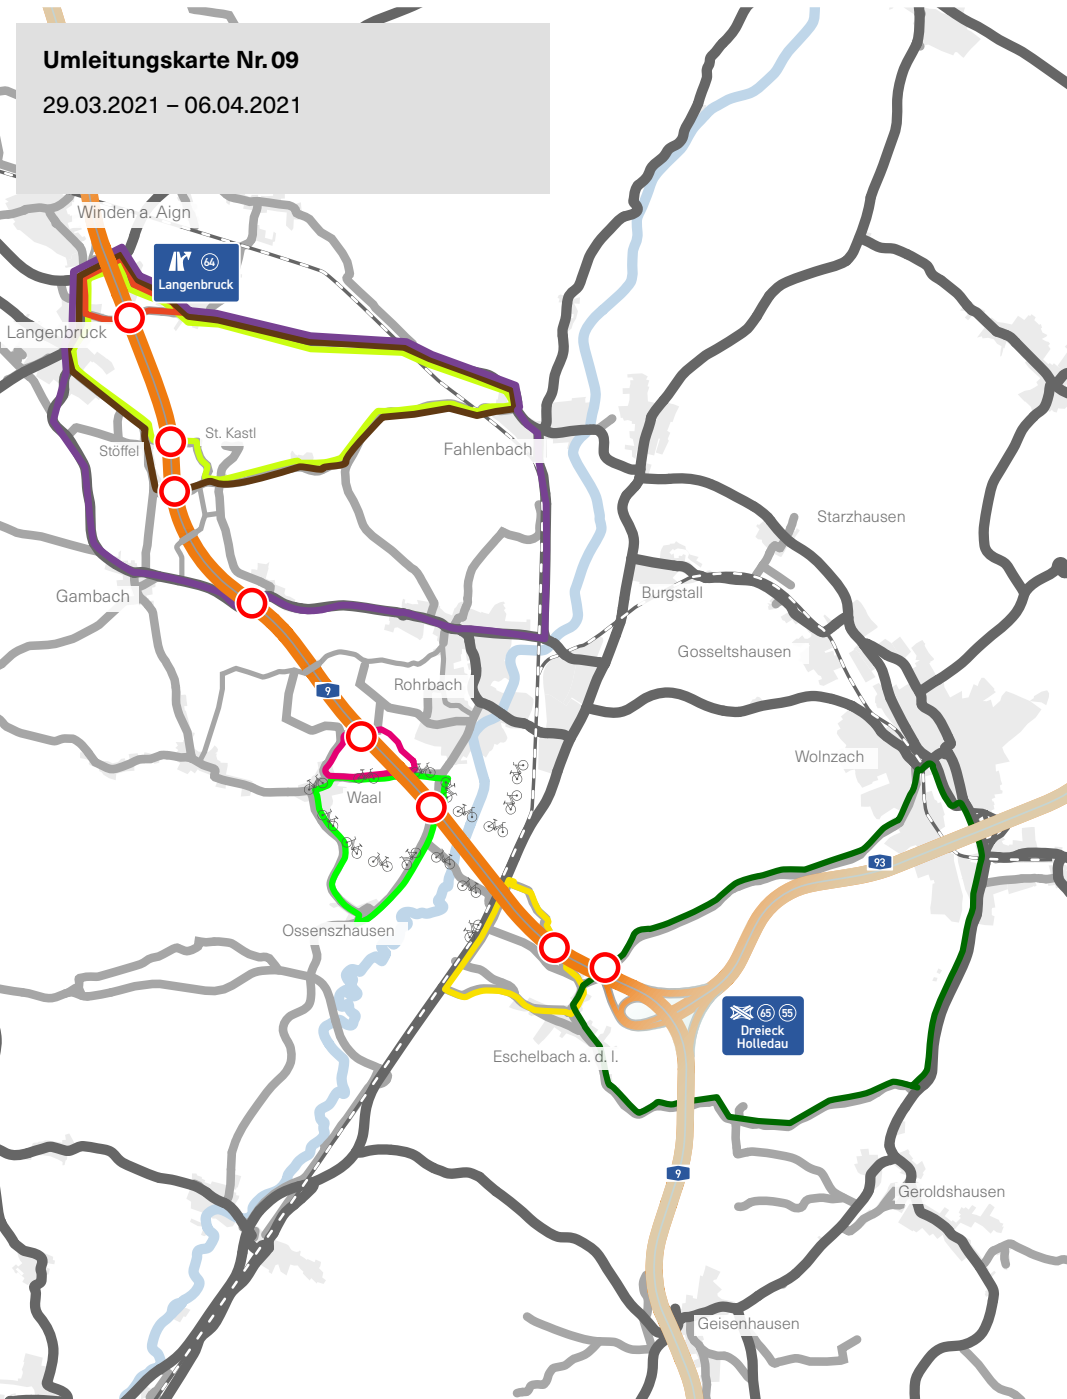 Umleitungskarte Nr. 09
29.03.2021 – 06.04.2021
Winden a. Aign
64
Langenbruck
Langenbruck
St. Kastl
Stöffel
Fahlenbach
Starzhausen
Gambach
Burgstall
Gosseltshausen
Rohrbach
9
Wolnzach
Waal
93
Ossenszhausen
65 55
Dreieck
Holledau
Eschelbach a. d. I.
9
Geroldshausen
Geisenhausen